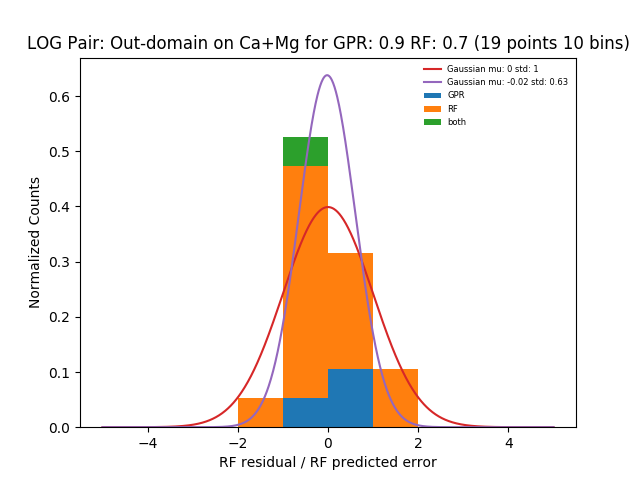 LOG Pair: Out-domain on Ca+Mg for GPR: 0.9 RF: 0.7 (19 points 10 bins)
Gaussian mu: 0 std: 1
Gaussian mu: -0.02 std: 0.63
GPR
RF
both
Normalized Counts
0.6
0.5
0.4
0.3
0.2
0.1
0.0
−4 −2 0 2 4
RF residual / RF predicted error